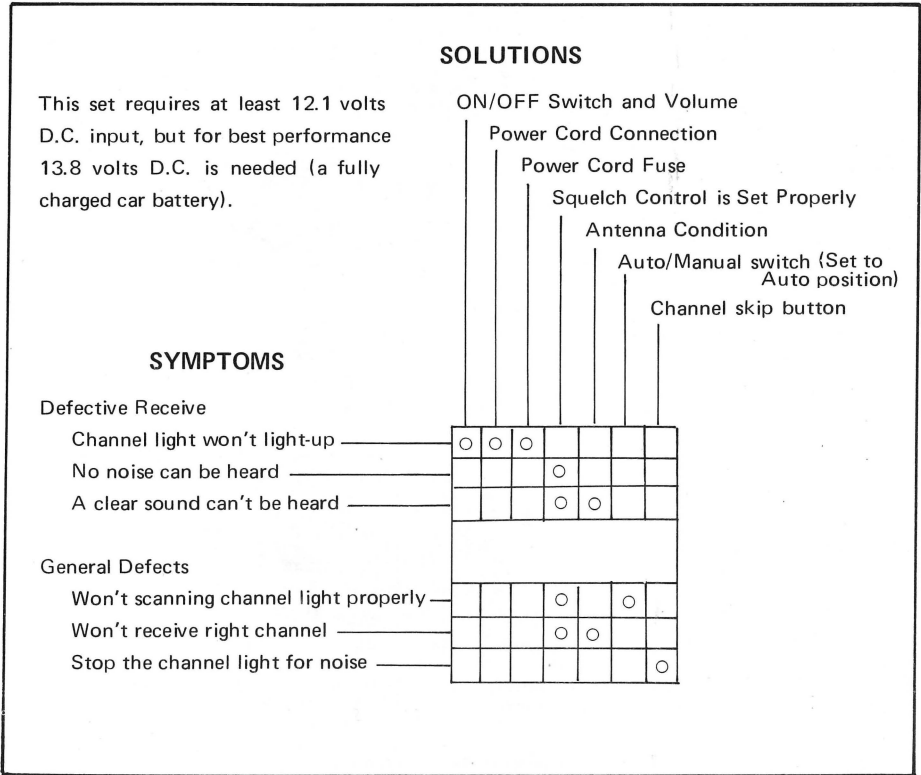 SOLUTIONS
This set requires at least 12.1 volts
D.C. input, but for best performance
13.8 volts D.C. is needed (a fully
charged car battery).
ON/OFF Switch and Volume
Power Cord Connection
Power Cord Fuse
Squelch Control is Set Properly
Antenna Condition
Auto/Manual switch (Set to
Auto position)
Channel skip button
SYMPTOMS
Defective Receive
Channel light won't light-up
No noise can be heard
A clear sound can't be heard
General Defects
Won't scanning channel light properly
Won't receive right channel
Stop the channel light for noise